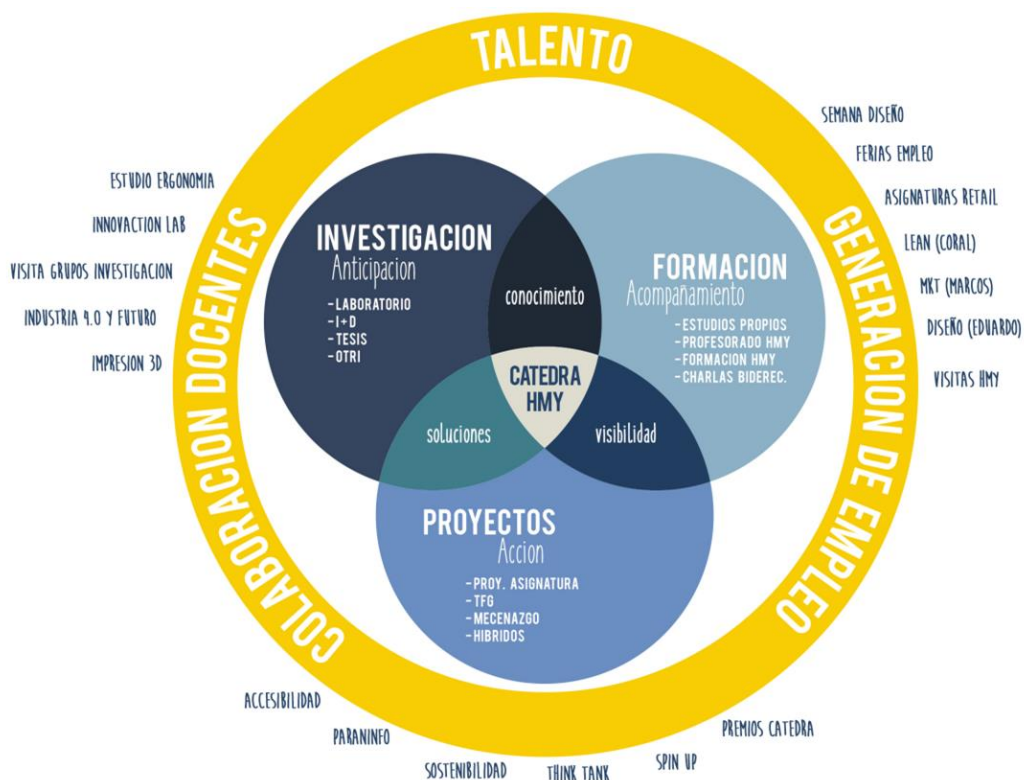 TALENTO
SEMANA DISEÑO
FERIAS EMPLEO
ASIGNATURAS RETAIL
LEAN (CORAL)
MKT (MARCOS)
DISEÑO (EDUARDO)
VISITAS HMY
GENERACION DE EMPLEO
ESTUDIO ERGONOMIA
INNOVACTION LAB
VISITA GRUPOS INVESTIGACION
INDUSTRIA 4.0 Y FUTURO
IMPRESION 3D
COLABORACION DOCENTES
INVESTIGACION
Anticipacion
-LABORATORIO
-I+D
-TESIS
-OTRI
conocimiento
FORMACION
Acompañamiento
-ESTUDIOS PROPIOS
-PROFESORADO HMY
-FORMACION HMY
-CHARLAS BIDEREC.
CATEDRA
HMY
soluciones
visibilidad
PROYECTOS
Accion
-PROY. ASIGNATURA
-TFG
-MECENAZGO
-HIBRIDOS
ACCESIBILIDAD
PARANINFO
SOSTENIBILIDAD
THINK TANK
SPIN UP
PREMIOS CATEDRA